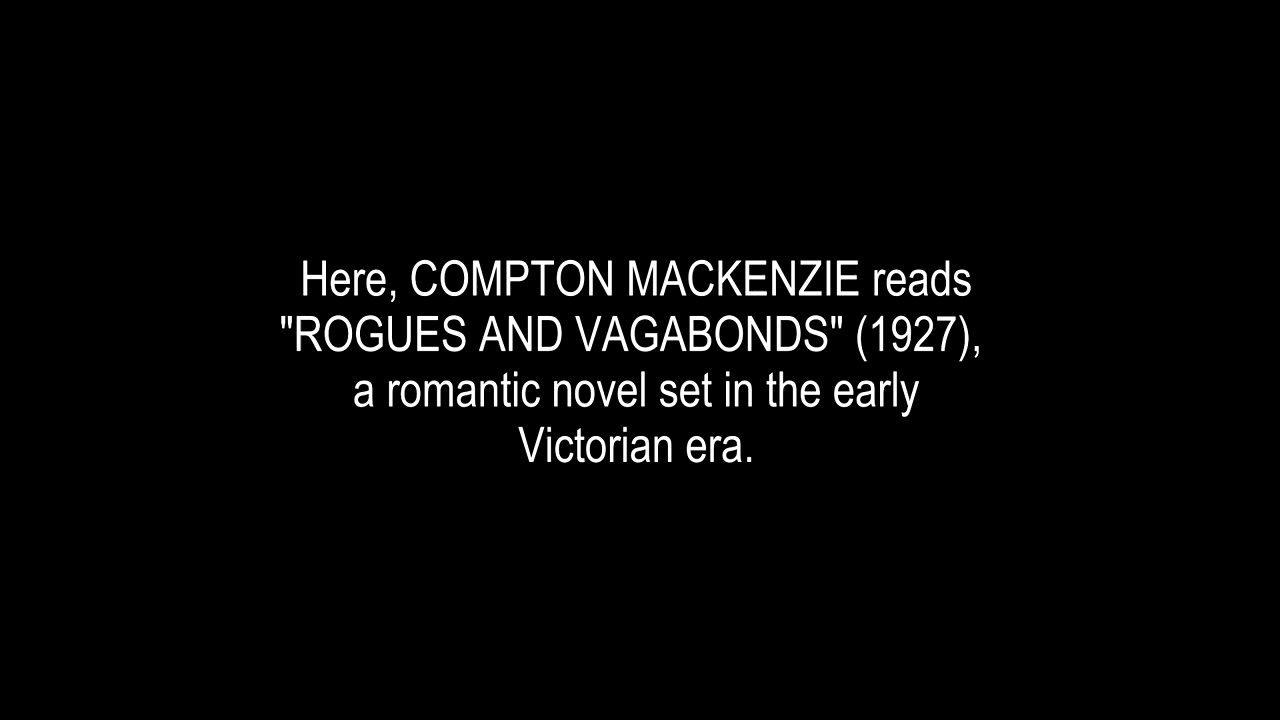 Here, COMPTON MACKENZIE reads
"ROGUES AND VAGABONDS" (1927),
a romantic novel set in the early
Victorian era.